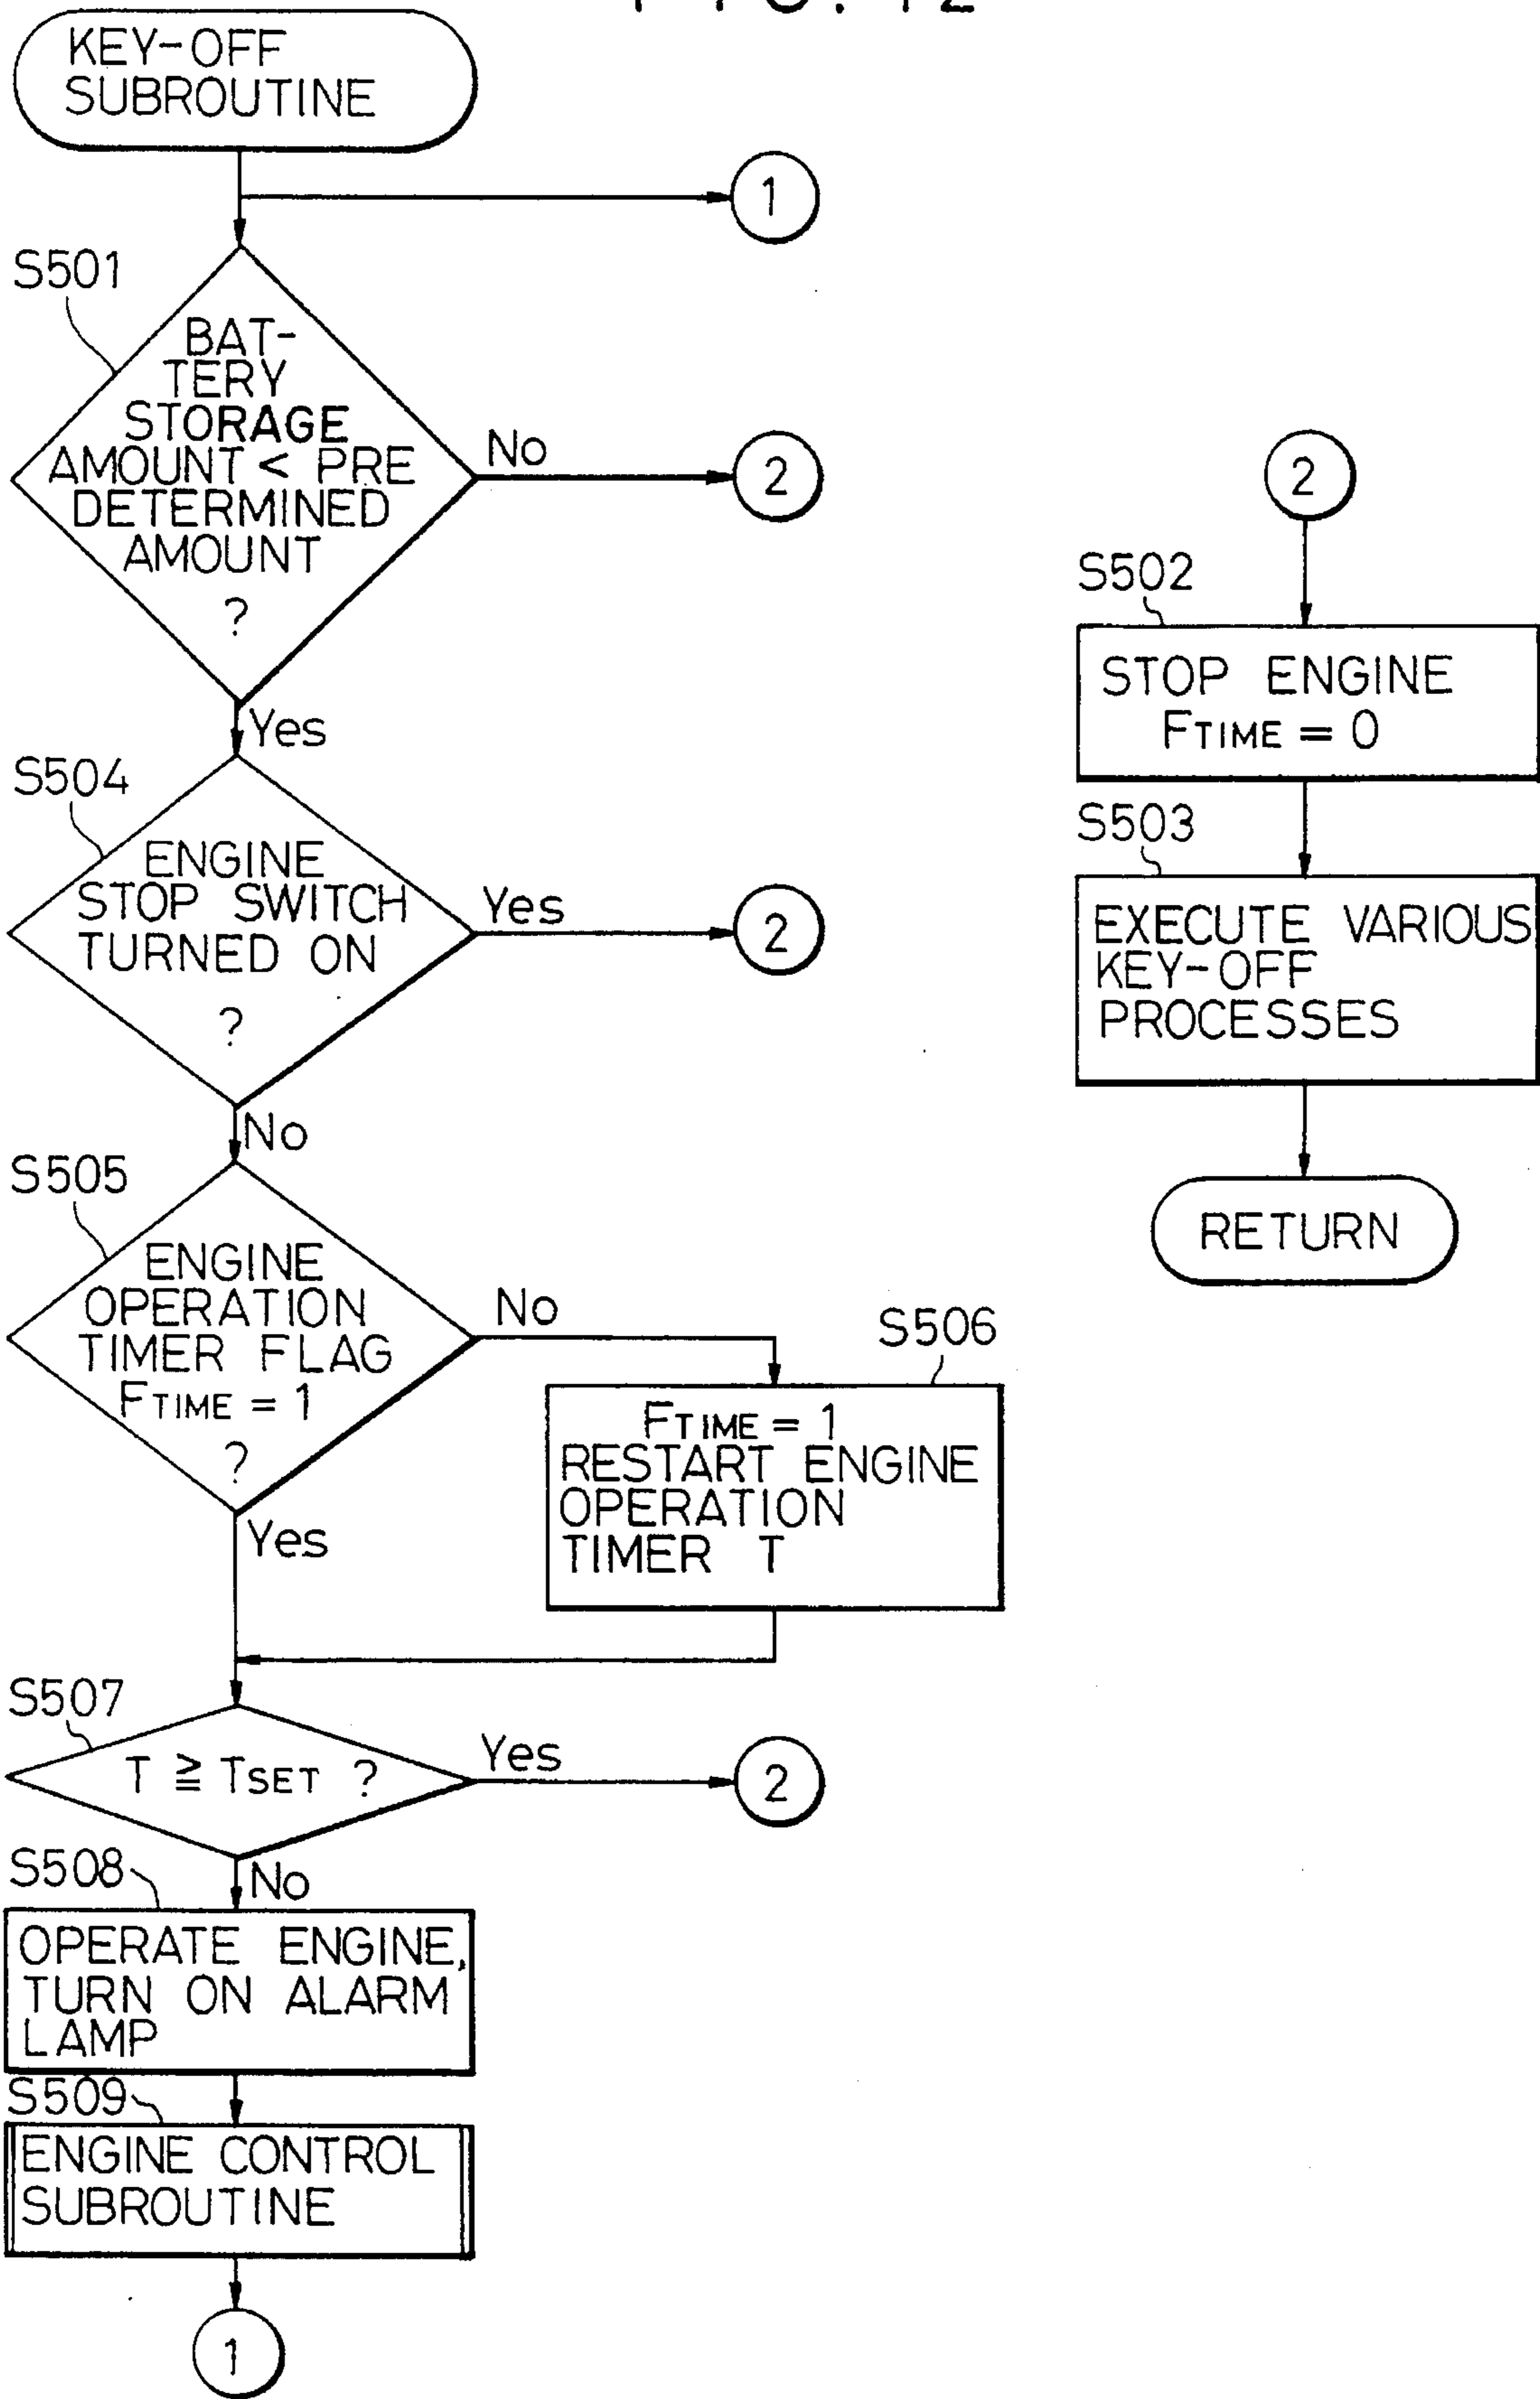 FIG. 12
KEY-OFF
SUBROUTINE
1
S501
BAT-
TERY
STORAGE
AMOUNT < PRE
DETERMINED
AMOUNT
?
No
2
Yes
S504
ENGINE
STOP SWITCH
TURNED ON
?
Yes
2
No
S505
ENGINE
OPERATION
TIMER FLAG
FTIME = 1
?
No
Yes
S506
FTIME = 1
RESTART ENGINE
OPERATION
TIMER T
S507
T ≧ TSET ?
Yes
2
No
S508
OPERATE ENGINE,
TURN ON ALARM
LAMP
S509
ENGINE CONTROL
SUBROUTINE
1
2
S502
STOP ENGINE
FTIME = 0
S503
EXECUTE VARIOUS
KEY-OFF
PROCESSES
RETURN